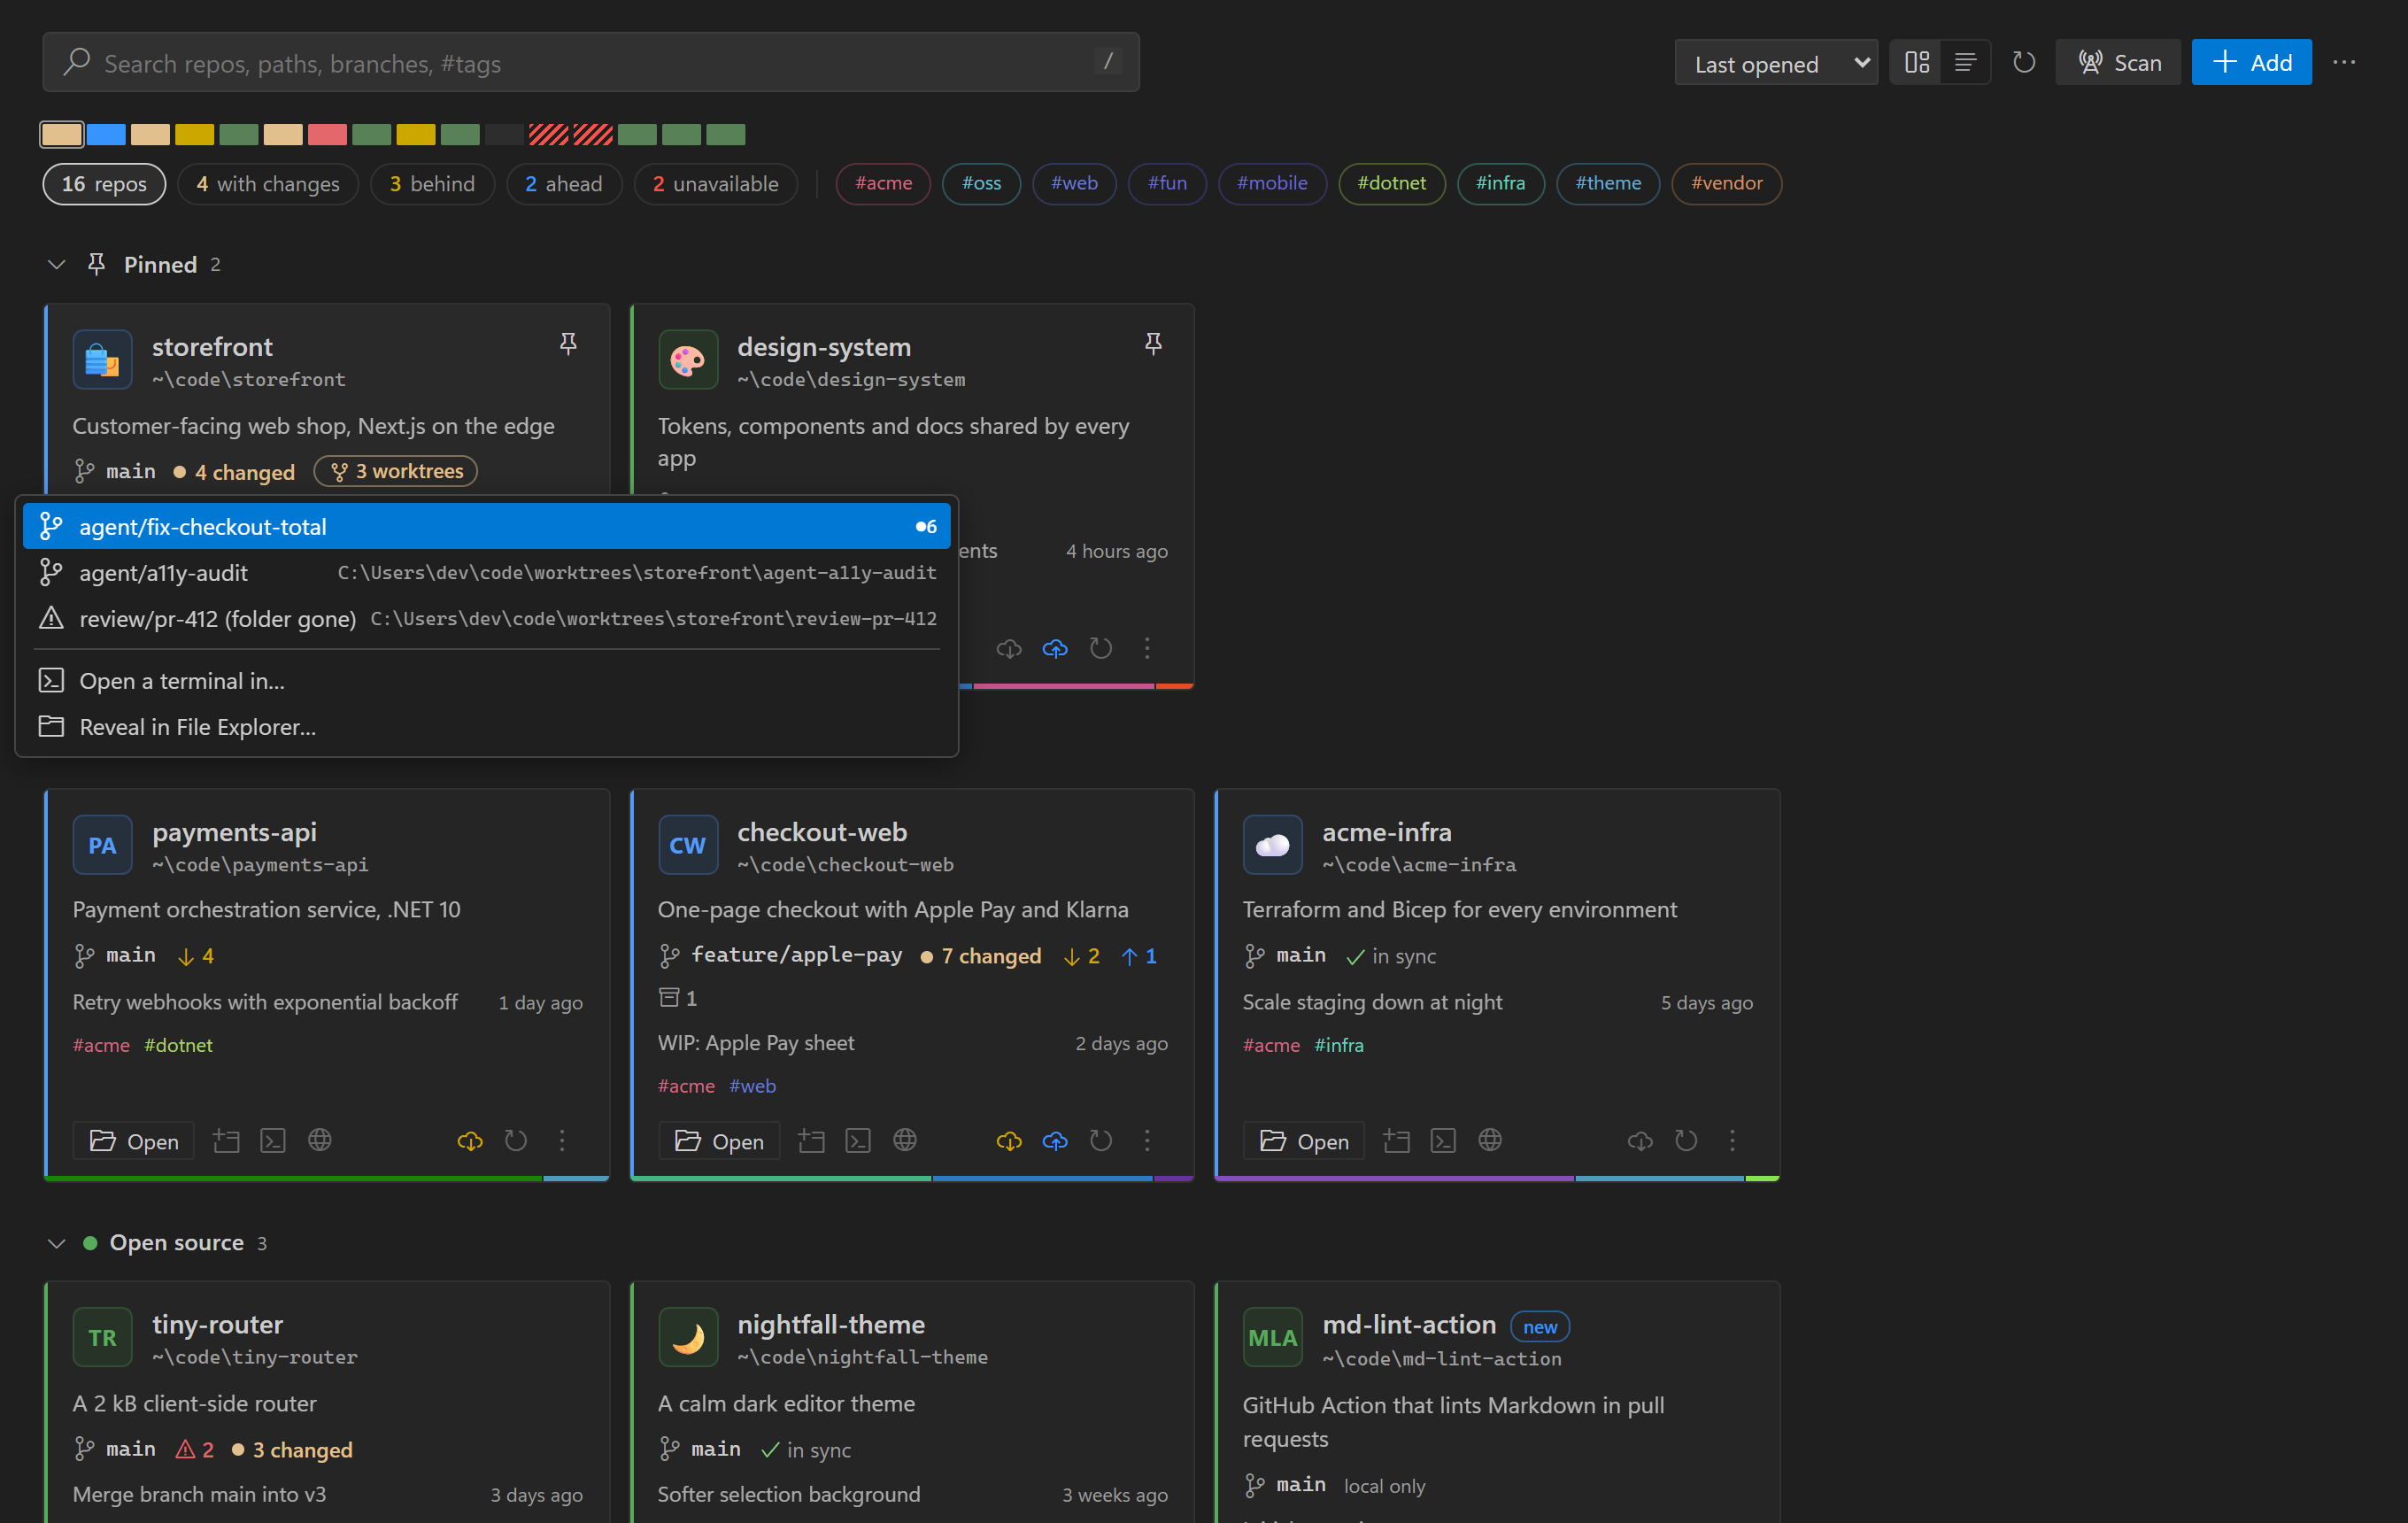 Search repos, paths, branches, #tags /
Last opened Scan Add
16 repos 4 with changes 3 behind 2 ahead 2 unavailable #acme #oss #web #fun #mobile #dotnet #infra #theme #vendor
Pinned 2
storefront
~\code\storefront
Customer-facing web shop, Next.js on the edge
main 4 changed 3 worktrees
design-system
~\code\design-system
Tokens, components and docs shared by every
app
ents 4 hours ago
agent/fix-checkout-total 6
agent/a11y-audit C:\Users\dev\code\worktrees\storefront\agent-a11y-audit
review/pr-412 (folder gone) C:\Users\dev\code\worktrees\storefront\review-pr-412
Open a terminal in...
Reveal in File Explorer...
PA payments-api
~\code\payments-api
Payment orchestration service, .NET 10
main 4
Retry webhooks with exponential backoff 1 day ago
#acme #dotnet
Open
CW checkout-web
~\code\checkout-web
One-page checkout with Apple Pay and Klarna
feature/apple-pay 7 changed 2 1
1
WIP: Apple Pay sheet 2 days ago
#acme #web
Open
acme-infra
~\code\acme-infra
Terraform and Bicep for every environment
main in sync
Scale staging down at night 5 days ago
#acme #infra
Open
Open source 3
TR tiny-router
~\code\tiny-router
A 2 kB client-side router
main 2 3 changed
Merge branch main into v3 3 days ago
nightfall-theme
~\code\nightfall-theme
A calm dark editor theme
main in sync
Softer selection background 3 weeks ago
MLA md-lint-action new
~\code\md-lint-action
GitHub Action that lints Markdown in pull
requests
main local only